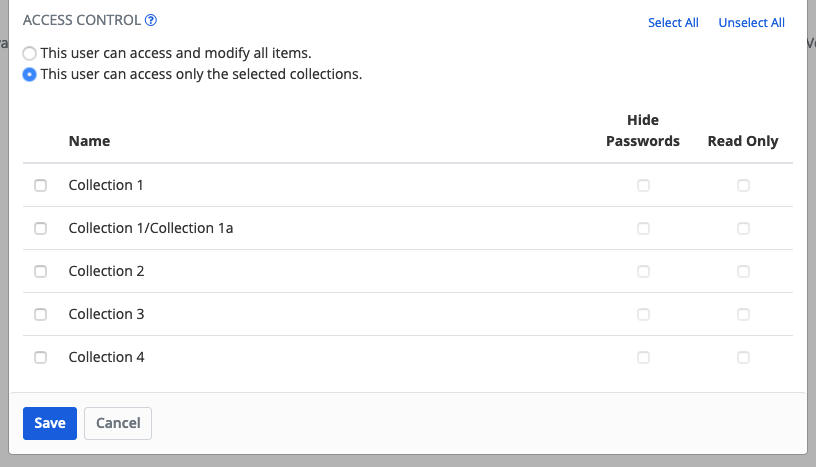 ACCESS CONTROL
Select All
Unselect All
This user can access and modify all items.
This user can access only the selected collections.
Name
Hide Passwords
Read Only
Collection 1
Collection 1/Collection 1a
Collection 2
Collection 3
Collection 4
Save
Cancel